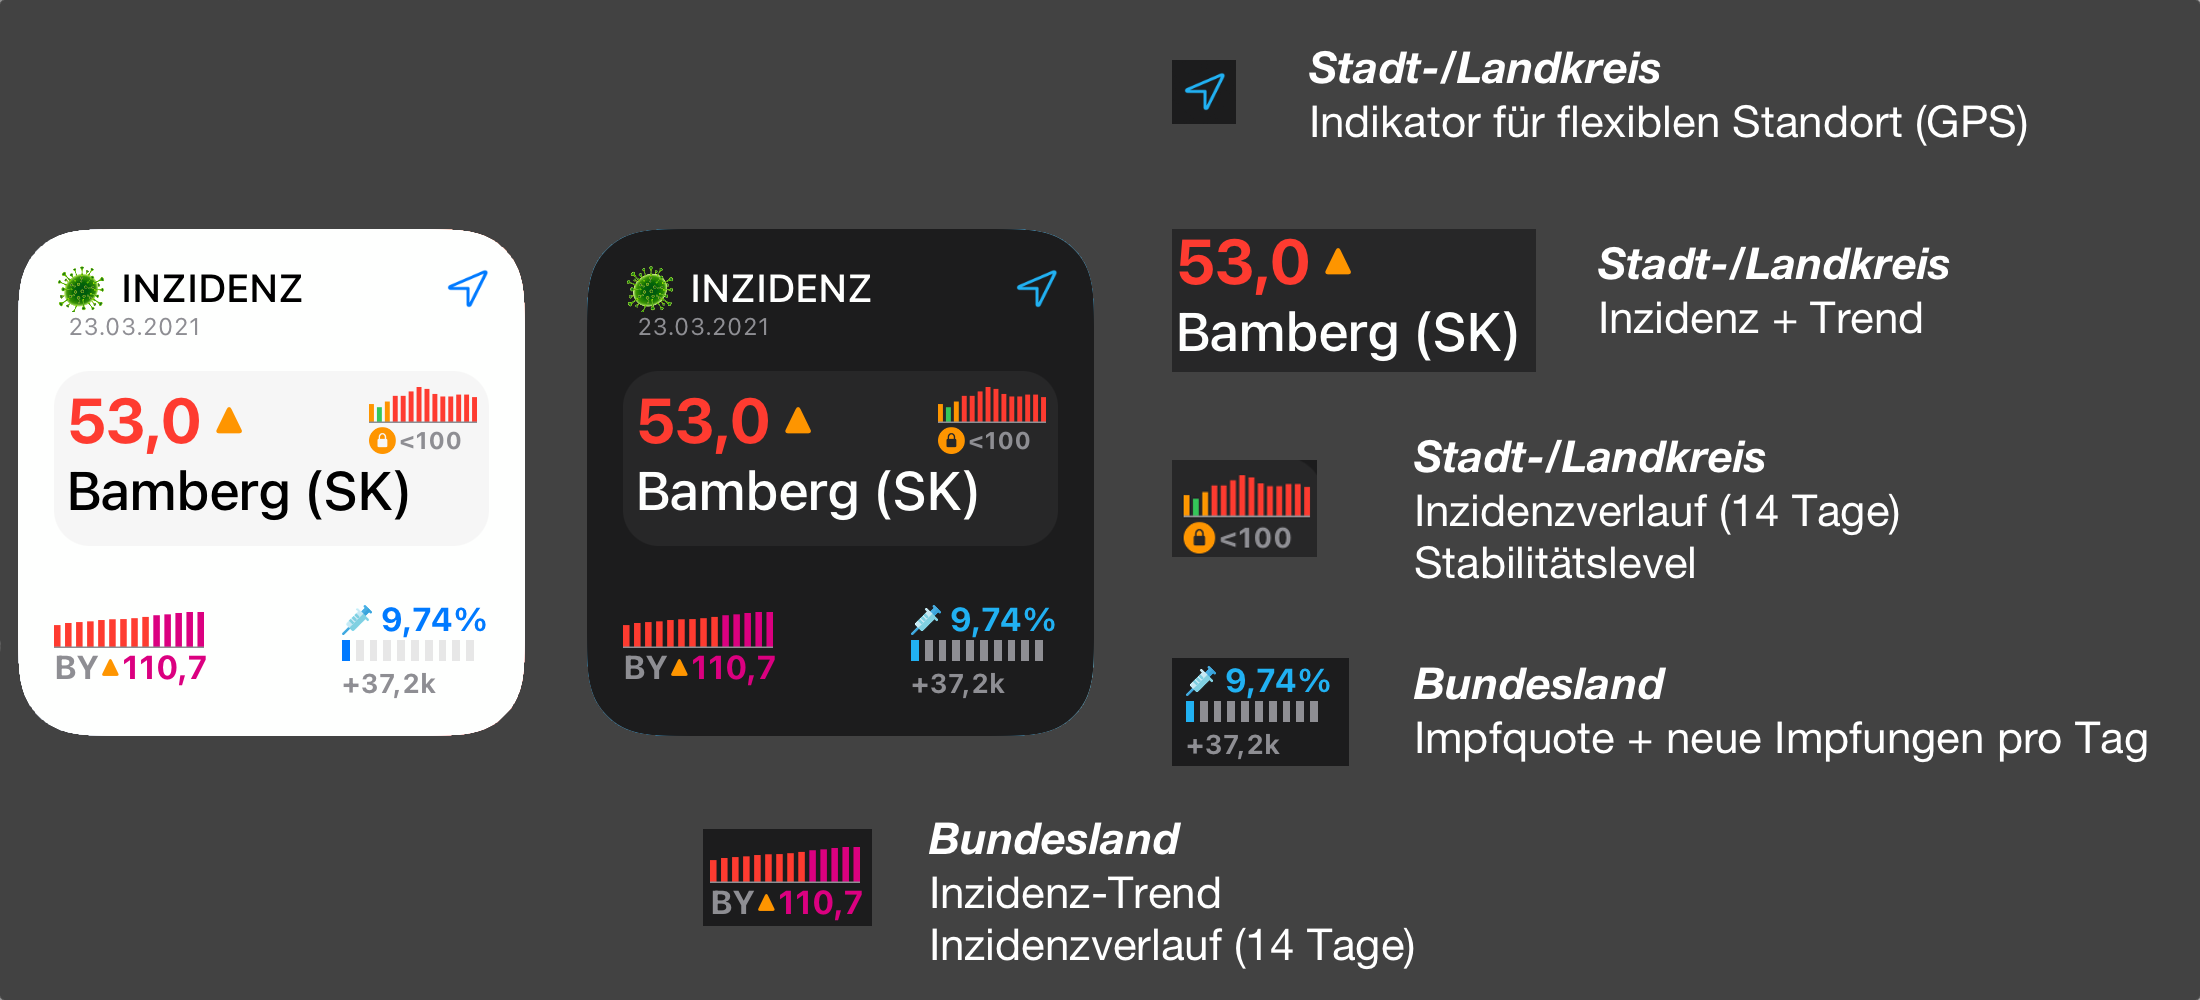 INZIDENZ
23.03.2021
53,0
<100
Bamberg (SK)
9,74%
BY 110,7
+37,2k
INZIDENZ
23.03.2021
53,0
<100
Bamberg (SK)
9,74%
BY 110,7
+37,2k
Stadt-/Landkreis
Indikator für flexiblen Standort (GPS)
53,0
Bamberg (SK)
Stadt-/Landkreis
Inzidenz + Trend
<100
Stadt-/Landkreis
Inzidenzverlauf (14 Tage)
Stabilitätslevel
9,74%
+37,2k
Bundesland
Impfquote + neue Impfungen pro Tag
BY 110,7
Bundesland
Inzidenz-Trend
Inzidenzverlauf (14 Tage)